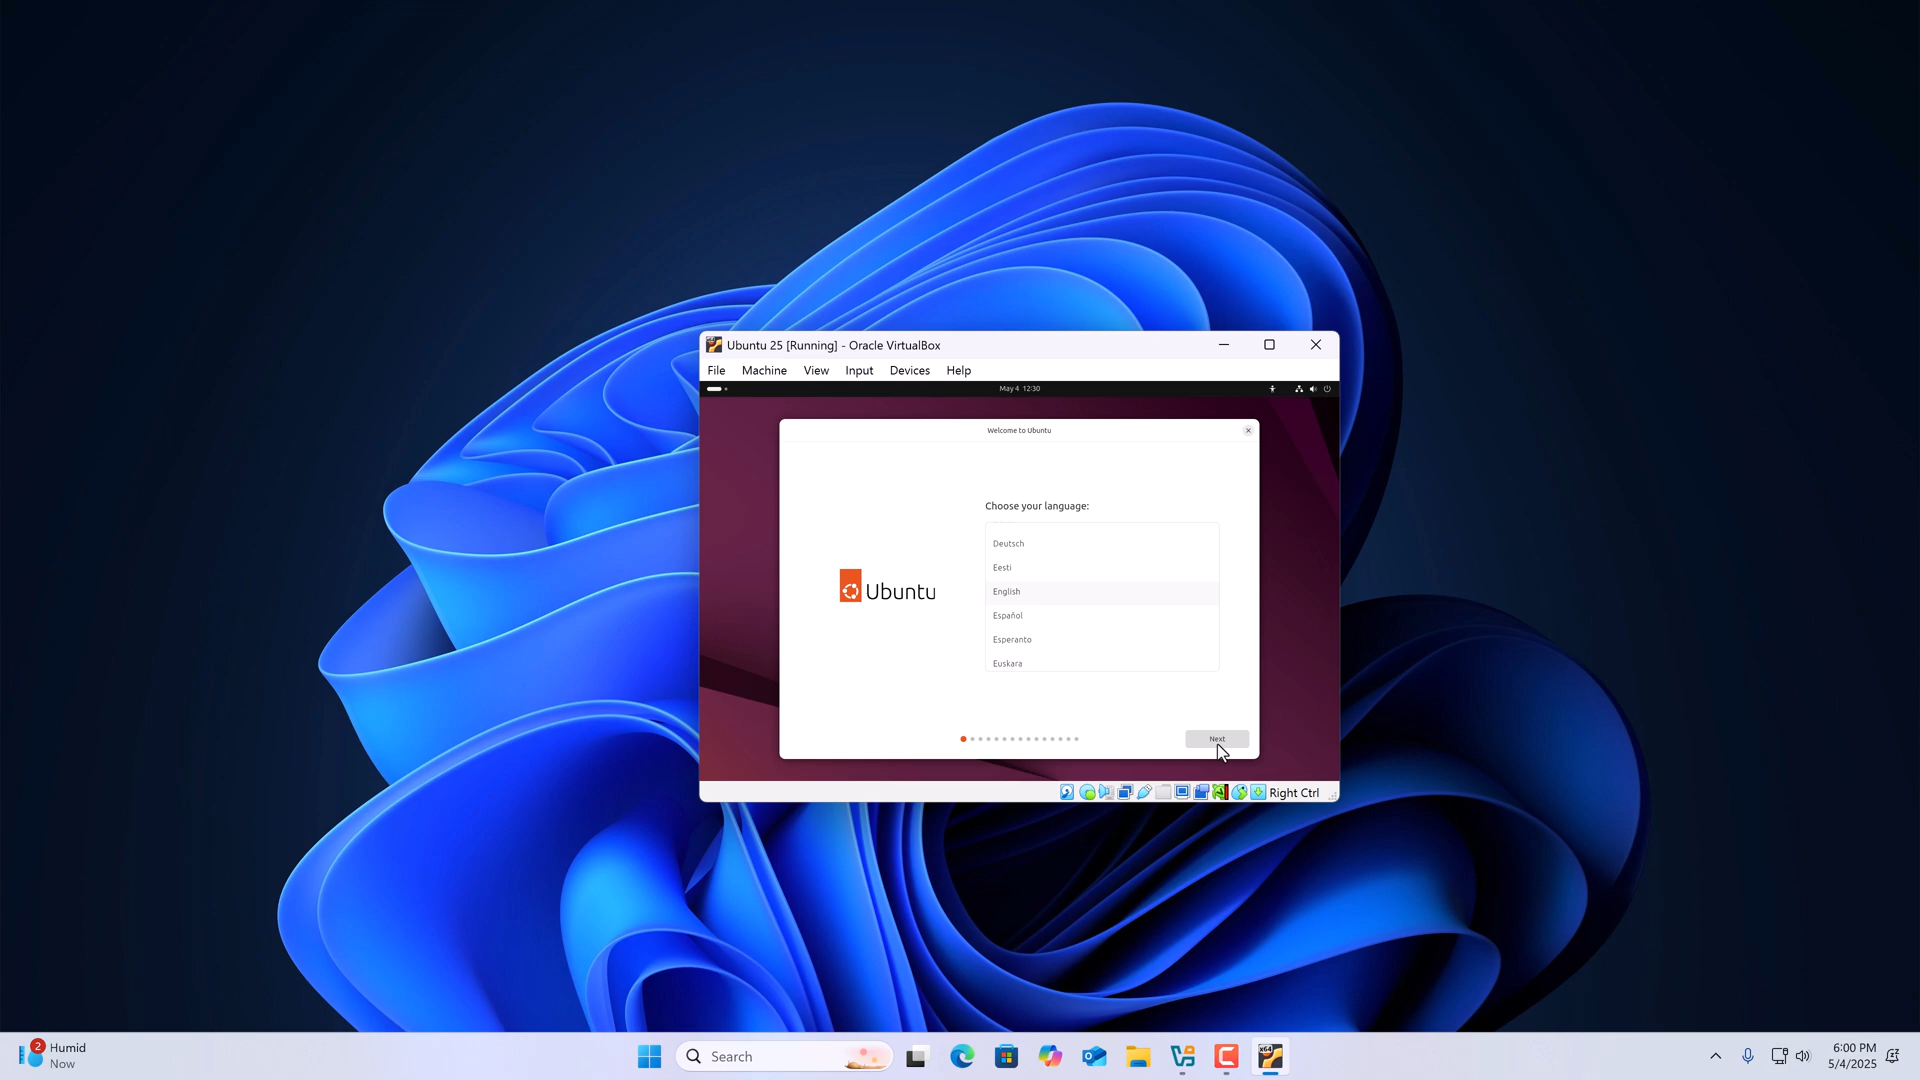 Ubuntu 25 [Running] - Oracle VirtualBox
File Machine View Input Devices Help
May 4 12:30
Welcome to Ubuntu
Choose your language:
Deutsch
Eesti
English
Español
Esperanto
Euskara
Ubuntu
Next
Right Ctrl
2
Humid
Now
Search
x64
6:00 PM
5/4/2025